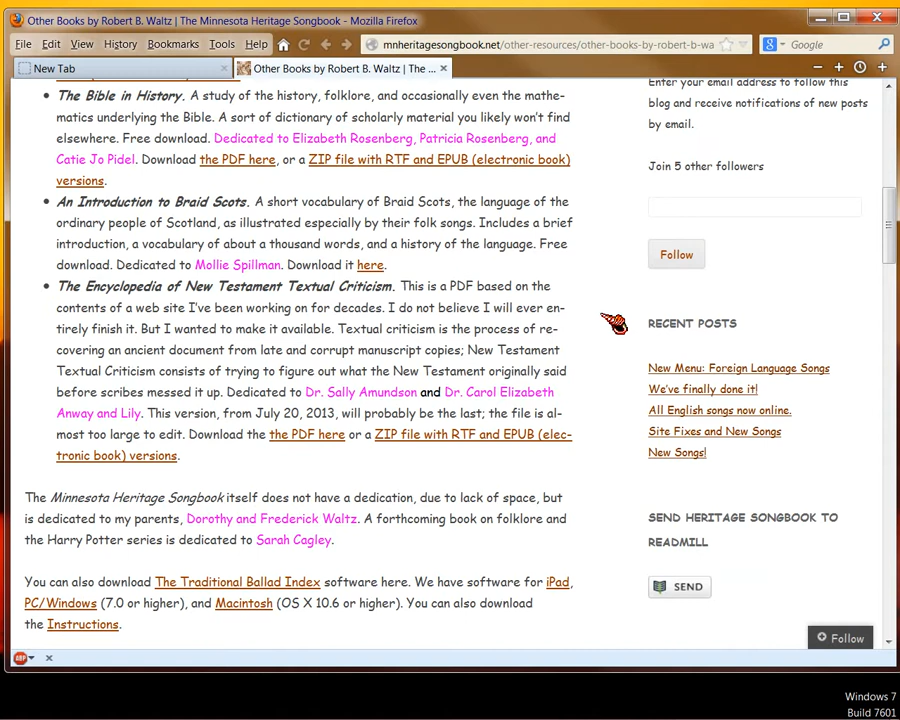 Other Books by Robert B. Waltz | The Minnesota Heritage Songbook - Mozilla Firefox
File Edit View History Bookmarks Tools Help
mnheritagesongbook.net/other-resources/other-books-by-robert-b-wa
Google
New Tab
Other Books by Robert B. Waltz | The ...
The Bible in History. A study of the history, folklore, and occasionally even the mathe-
matics underlying the Bible. A sort of dictionary of scholarly material you likely won't find
elsewhere. Free download. Dedicated to Elizabeth Rosenberg, Patricia Rosenberg, and
Catie Jo Pidel. Download the PDF here, or a ZIP file with RTF and EPUB (electronic book)
versions.
An Introduction to Braid Scots. A short vocabulary of Braid Scots, the language of the
ordinary people of Scotland, as illustrated especially by their folk songs. Includes a brief
introduction, a vocabulary of about a thousand words, and a history of the language. Free
download. Dedicated to Mollie Spillman. Download it here.
The Encyclopedia of New Testament Textual Criticism. This is a PDF based on the
contents of a web site I've been working on for decades. I do not believe I will ever en-
tirely finish it. But I wanted to make it available. Textual criticism is the process of re-
covering an ancient document from late and corrupt manuscript copies; New Testament
Textual Criticism consists of trying to figure out what the New Testament originally said
before scribes messed it up. Dedicated to Dr. Sally Amundson and Dr. Carol Elizabeth
Anway and Lily. This version, from July 20, 2013, will probably be the last; the file is al-
most too large to edit. Download the the PDF here or a ZIP file with RTF and EPUB (elec-
tronic book) versions.
The Minnesota Heritage Songbook itself does not have a dedication, due to lack of space, but
is dedicated to my parents, Dorothy and Frederick Waltz. A forthcoming book on folklore and
the Harry Potter series is dedicated to Sarah Cagley.
You can also download The Traditional Ballad Index software here. We have software for iPad,
PC/Windows (7.0 or higher), and Macintosh (OS X 10.6 or higher). You can also download
the Instructions.
Enter your email address to follow this
blog and receive notifications of new posts
by email.
Join 5 other followers
Follow
RECENT POSTS
New Menu: Foreign Language Songs
We've finally done it!
All English songs now online.
Site Fixes and New Songs
New Songs!
SEND HERITAGE SONGBOOK TO
READMILL
SEND
Follow
ABP
Windows 7
Build 7601